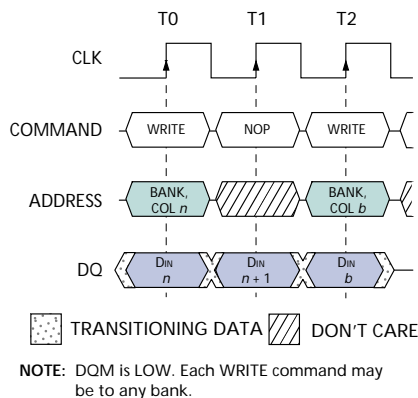 T0 T1 T2
CLK
COMMAND WRITE NOP WRITE
ADDRESS BANK, COL n BANK, COL b
DQ DIN n DIN n + 1 DIN b
TRANSITIONING DATA DON'T CARE
NOTE: DQM is LOW. Each WRITE command may
be to any bank.